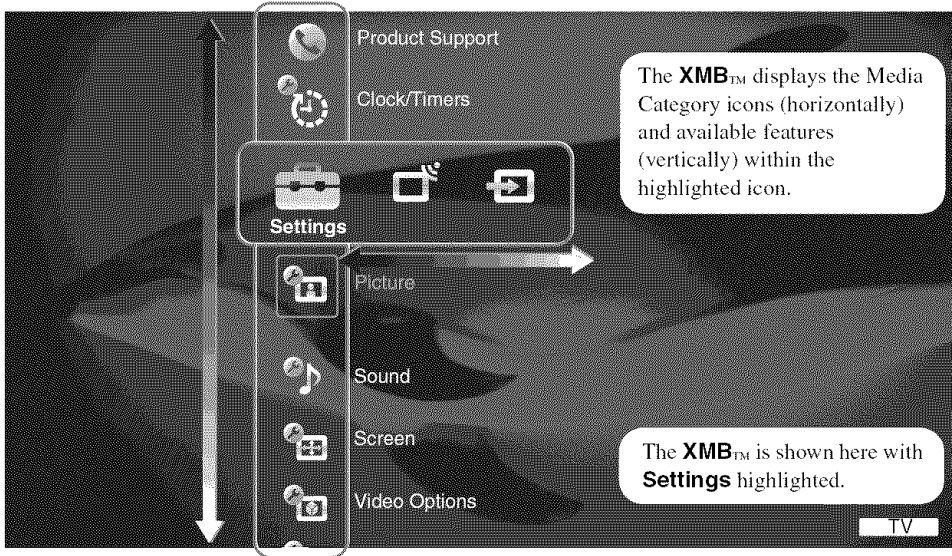 Product Support
Clock/Timers
The XMB™ displays the Media
Category icons (horizontally)
and available features
(vertically) within the
highlighted icon.
Settings
Picture
Sound
Screen
Video Options
The XMB™ is shown here with
Settings highlighted.
TV